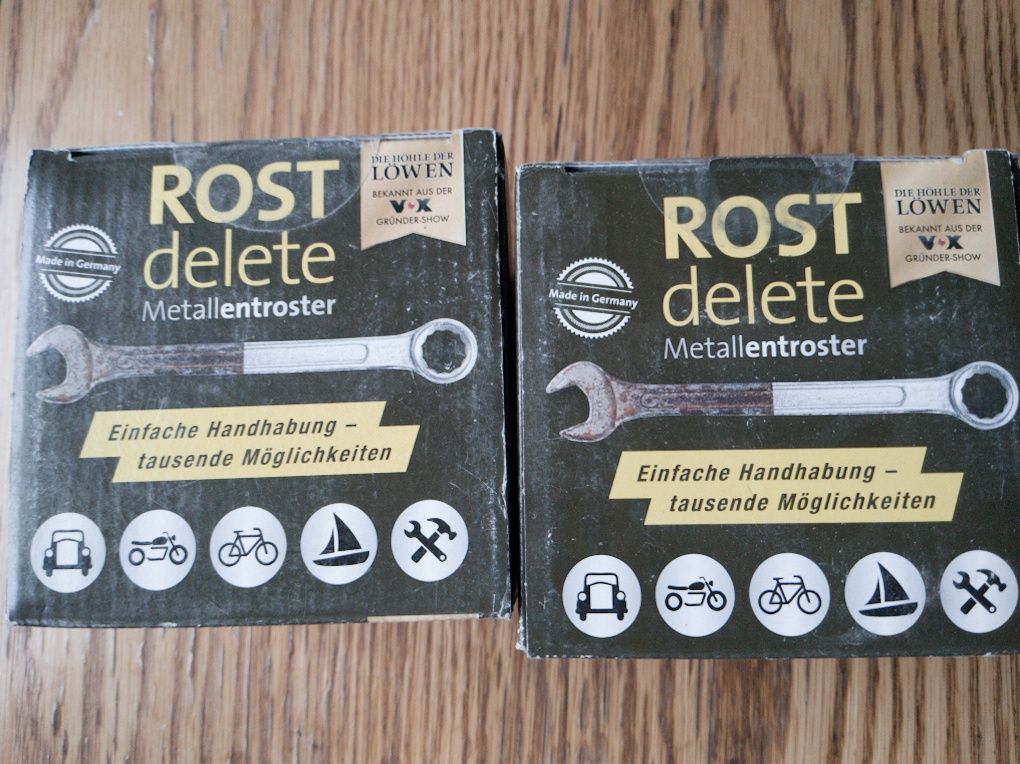 ROST
delete
Metallentroster
Made in Germany
DIE HÖHLE DER
LÖWEN
BEKANNT AUS DER
VOX
GRÜNDER-SHOW
Einfache Handhabung –
tausende Möglichkeiten
ROST
delete
Metallentroster
Made in Germany
DIE HÖHLE DER
LÖWEN
BEKANNT AUS DER
VOX
GRÜNDER-SHOW
Einfache Handhabung –
tausende Möglichkeiten